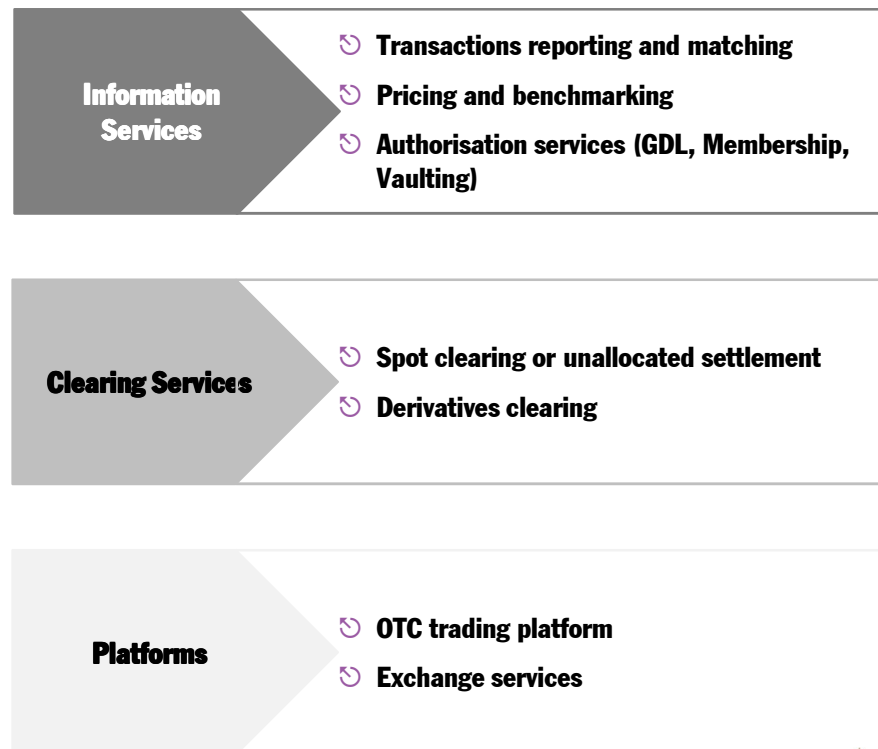 Information
Services
Transactions reporting and matching
Pricing and benchmarking
Authorisation services (GDL, Membership,
Vaulting)
Clearing Services
Spot clearing or unallocated settlement
Derivatives clearing
Platforms
OTC trading platform
Exchange services